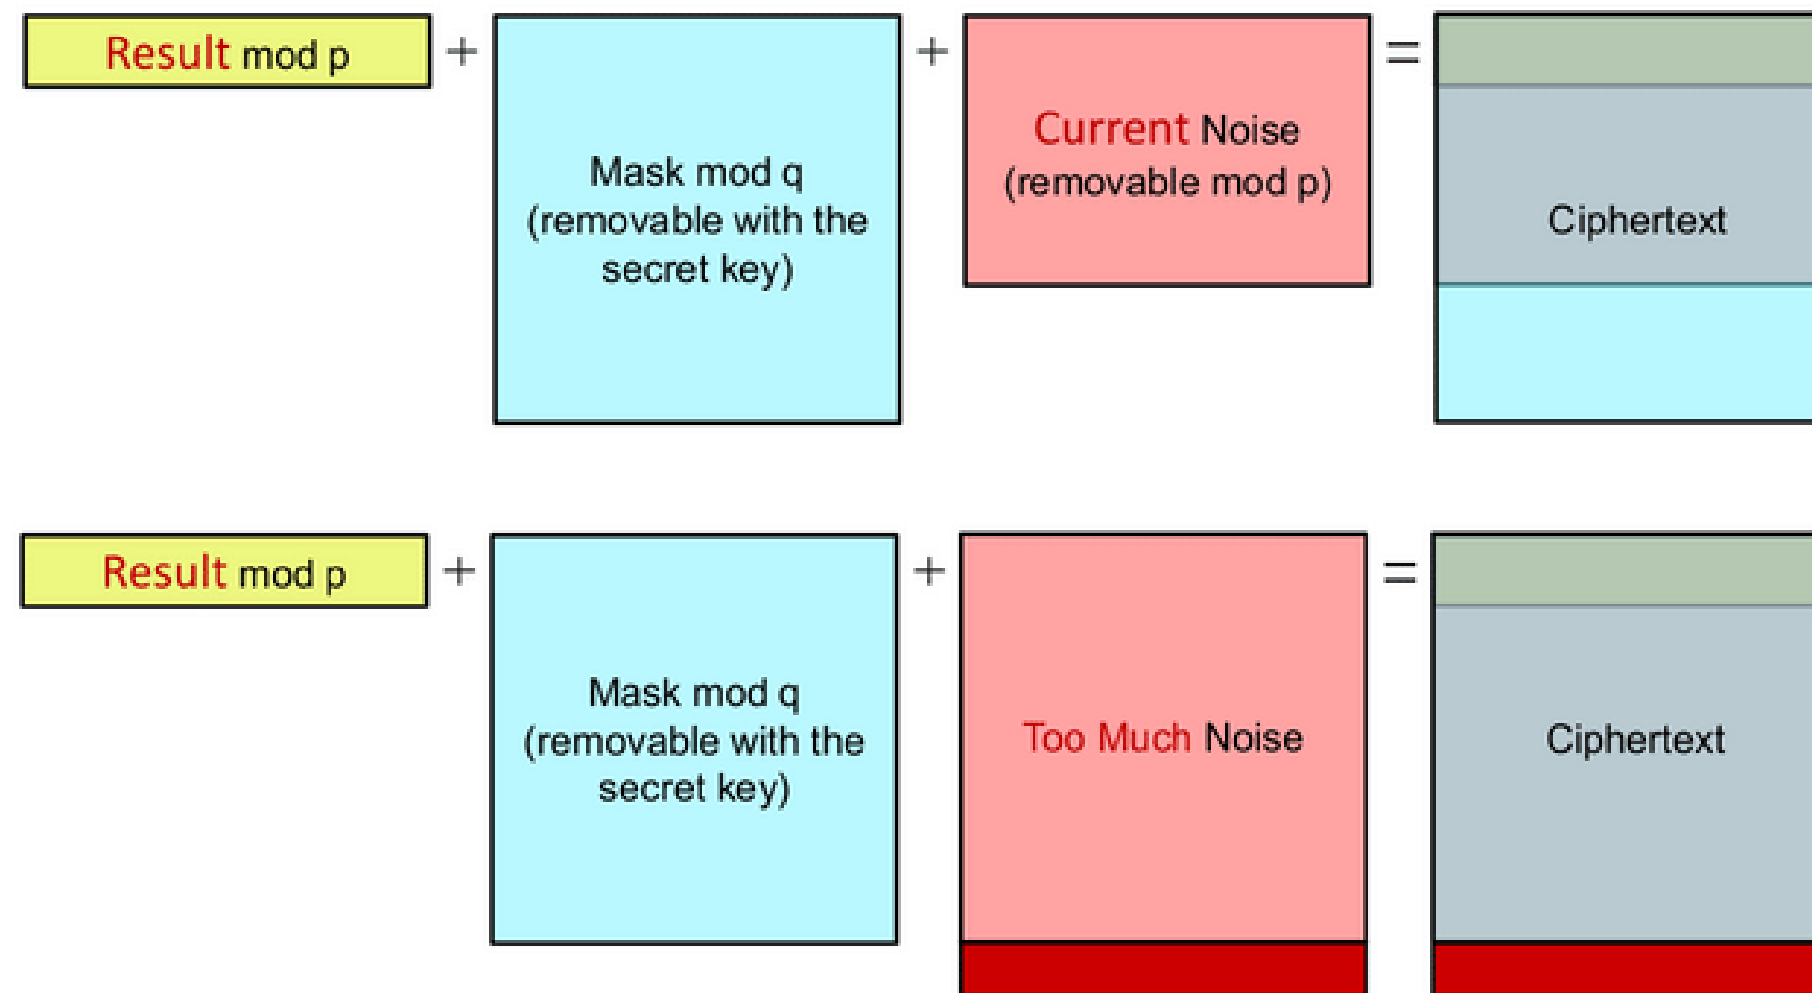 Result mod p + + =
Mask mod q
(removable with the
secret key)
Current Noise
(removable mod p)
Ciphertext
Result mod p + + =
Mask mod q
(removable with the
secret key)
Too Much Noise
Ciphertext